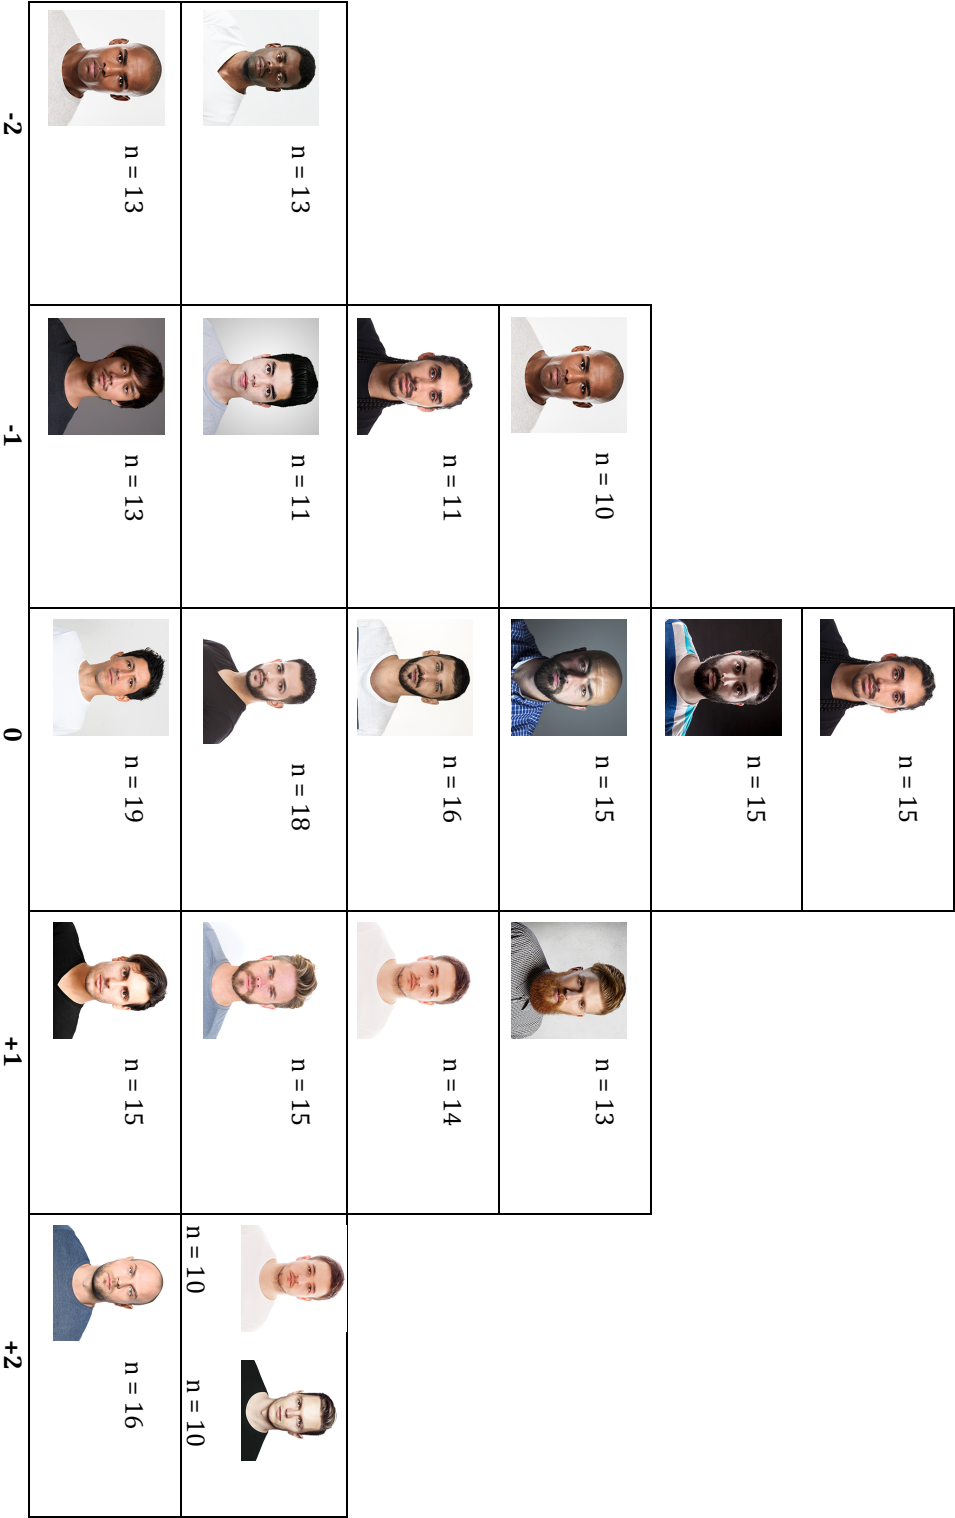 n = 13
n = 13
-2
n = 13
n = 11
n = 11
n = 10
-1
n = 19
n = 18
n = 16
n = 15
n = 15
n = 15
0
n = 15
n = 15
n = 14
n = 13
+1
n = 16
n = 10
n = 10
+2